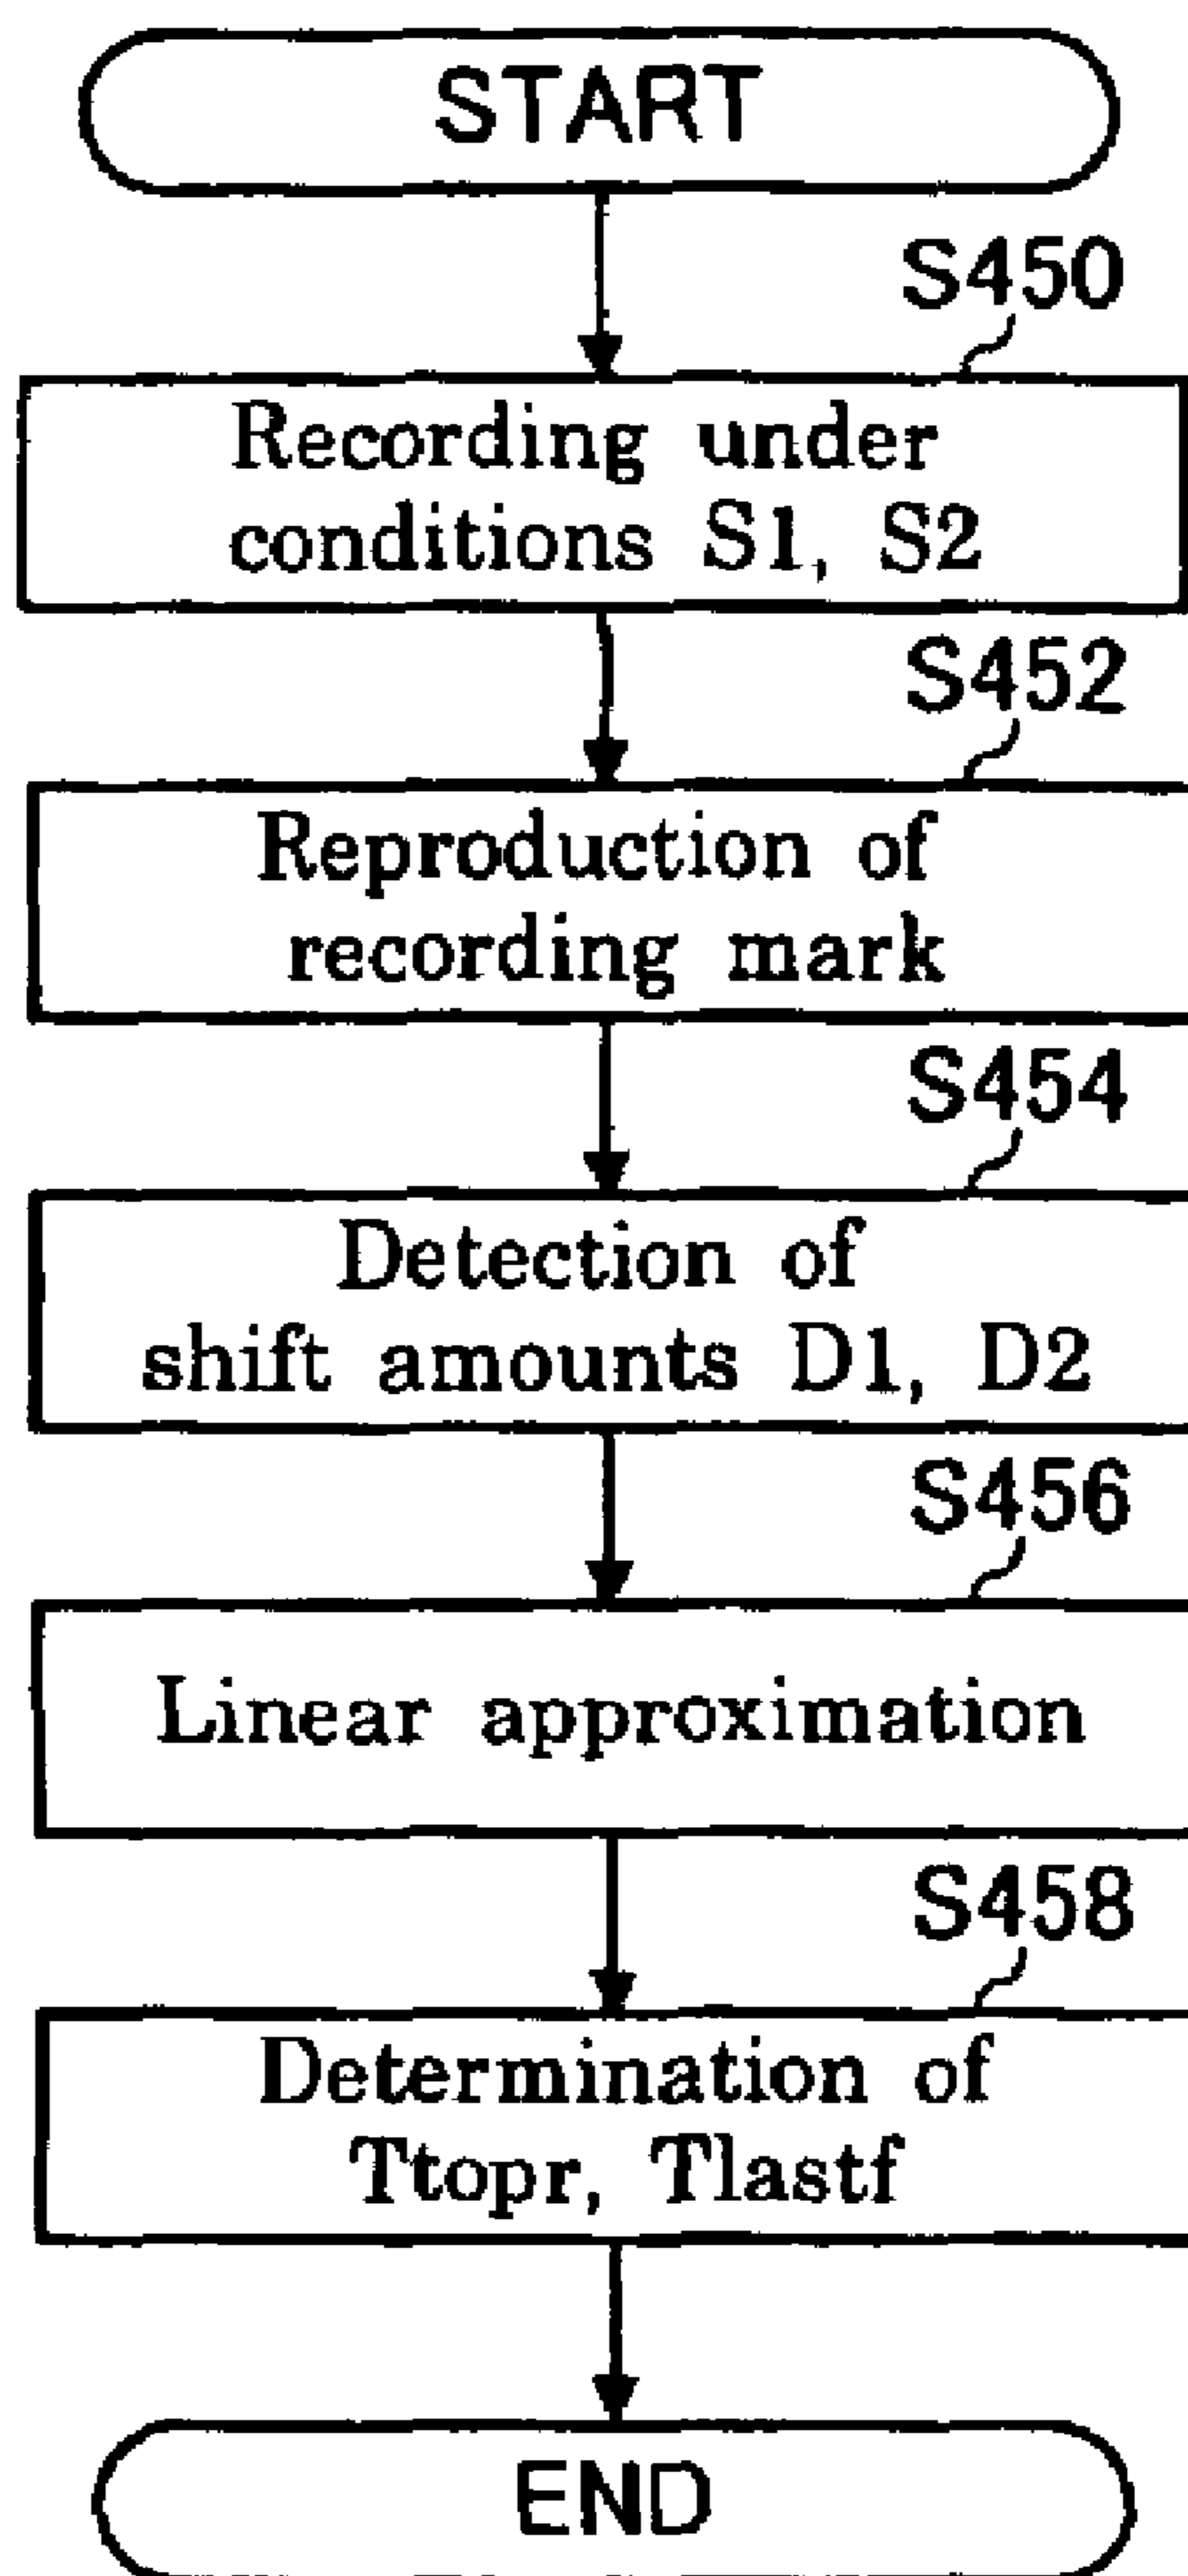 START
S450
Recording under
conditions S1, S2
S452
Reproduction of
recording mark
S454
Detection of
shift amounts D1, D2
S456
Linear approximation
S458
Determination of
Ttopr, Tlastf
END